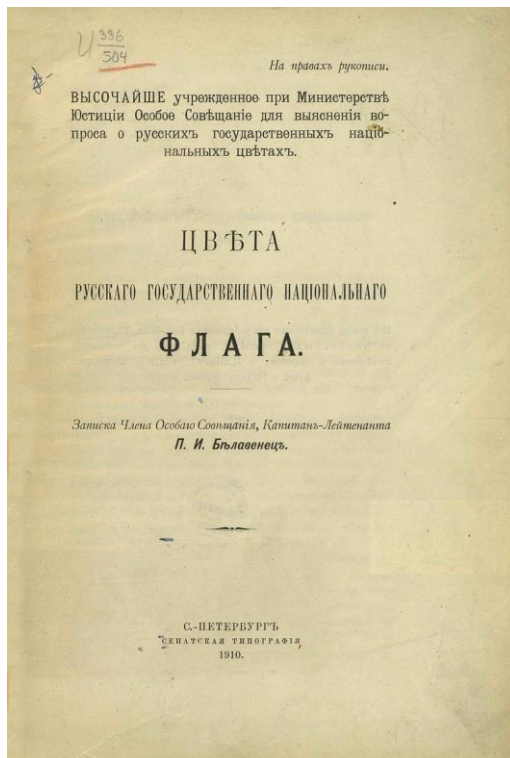 И 336
504
На правахъ рукописи.
ВЫСОЧАЙШЕ учрежденное при Министерствѣ
Юстиціи Особое Совѣщаніе для выясненія во-
проса о русскихъ государственныхъ націо-
нальныхъ цвѣтахъ.
ЦВѢТА
РУССКАГО ГОСУДАРСТВЕННАГО НАЦІОНАЛЬНАГО
ФЛАГА.
Записка Члена Особаго Совѣщанія, Капитанъ-Лейтенанта
П. И. Бѣлавенецъ.
С.-ПЕТЕРБУРГЪ
СЕНАТСКАЯ ТИПОГРАФІЯ
1910.